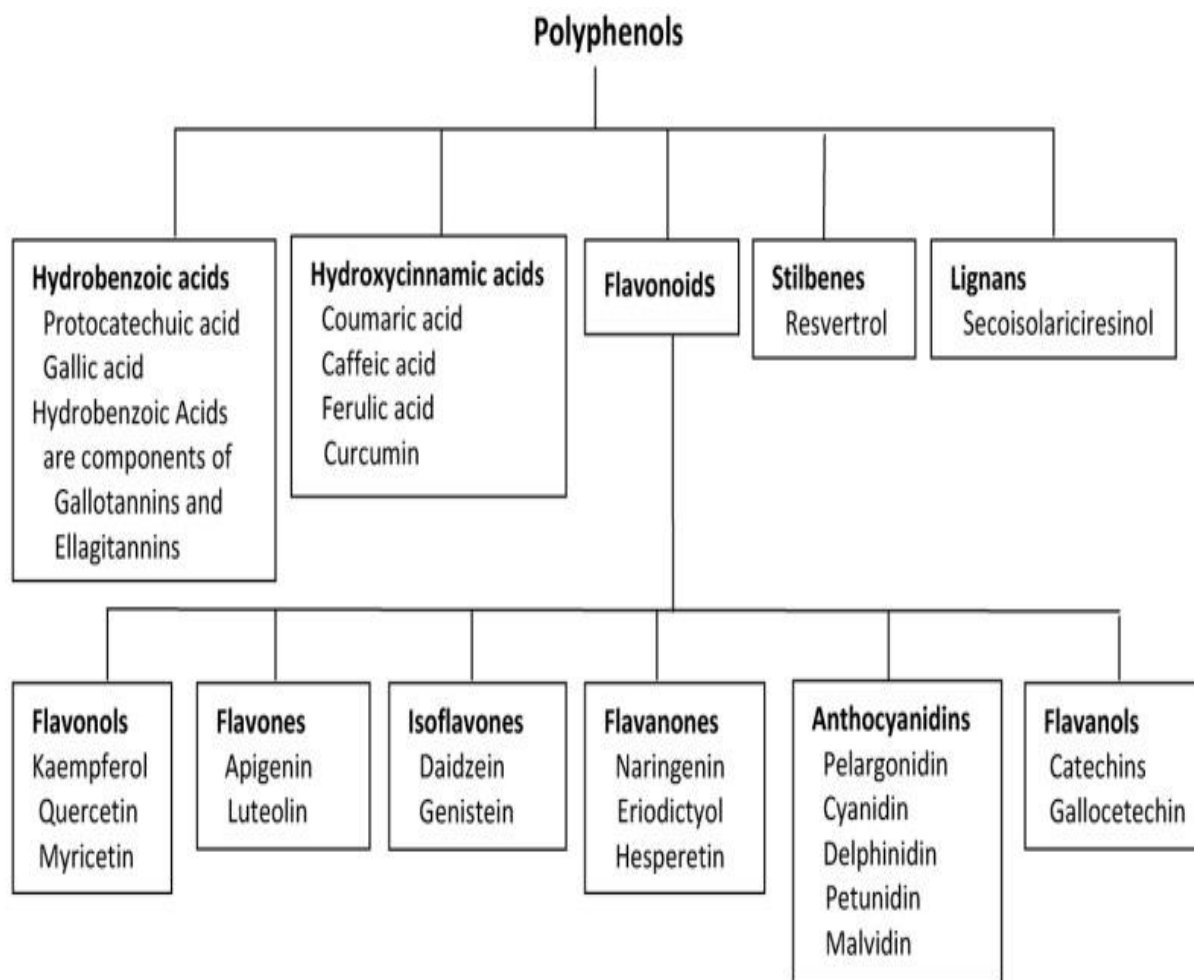 Polyphenols
Hydrobenzoic acids
Protocatechuic acid
Gallic acid
Hydrobenzoic Acids
are components of
Gallotannins and
Ellagitannins
Hydroxycinnamic acids
Coumaric acid
Caffeic acid
Ferulic acid
Curcumin
Flavonoids
Stilbenes
Resvertrol
Lignans
Secoisolariciresinol
Flavonols
Kaempferol
Quercetin
Myricetin
Flavones
Apigenin
Luteolin
Isoflavones
Daidzein
Genistein
Flavanones
Naringenin
Eriodictyol
Hesperetin
Anthocyanidins
Pelargonidin
Cyanidin
Delphinidin
Petunidin
Malvidin
Flavanols
Catechins
Gallocetechin